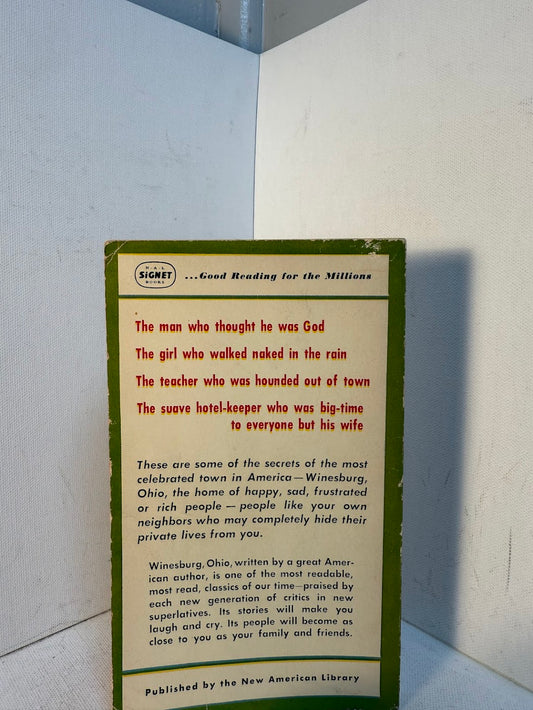 N.A.L
SiGNET
BOOKS
...Good Reading for the Millions
The man who thought he was God
The girl who walked naked in the rain
The teacher who was hounded out of town
The suave hotel-keeper who was big-time
to everyone but his wife
These are some of the secrets of the most
celebrated town in America—Winesburg,
Ohio, the home of happy, sad, frustrated
or rich people—people like your own
neighbors who may completely hide their
private lives from you.
Winesburg, Ohio, written by a great Amer-
ican author, is one of the most readable,
most read, classics of our time—praised by
each new generation of critics in new
superlatives. Its stories will make you
laugh and cry. Its people will become as
close to you as your family and friends.
Published by the New American Library